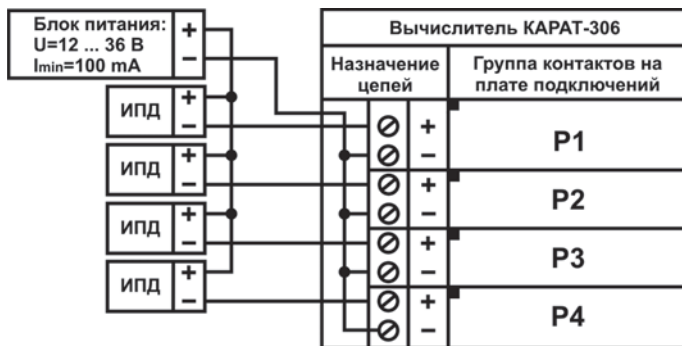 Блок питания:
U=12 ... 36 В
Imin=100 mA
+
−
ИПД
+
−
ИПД
+
−
ИПД
+
−
ИПД
+
−
Вычислитель КАРАТ-306
Назначение
цепей
Группа контактов на
плате подключений
+
−
P1
+
−
P2
+
−
P3
+
−
P4